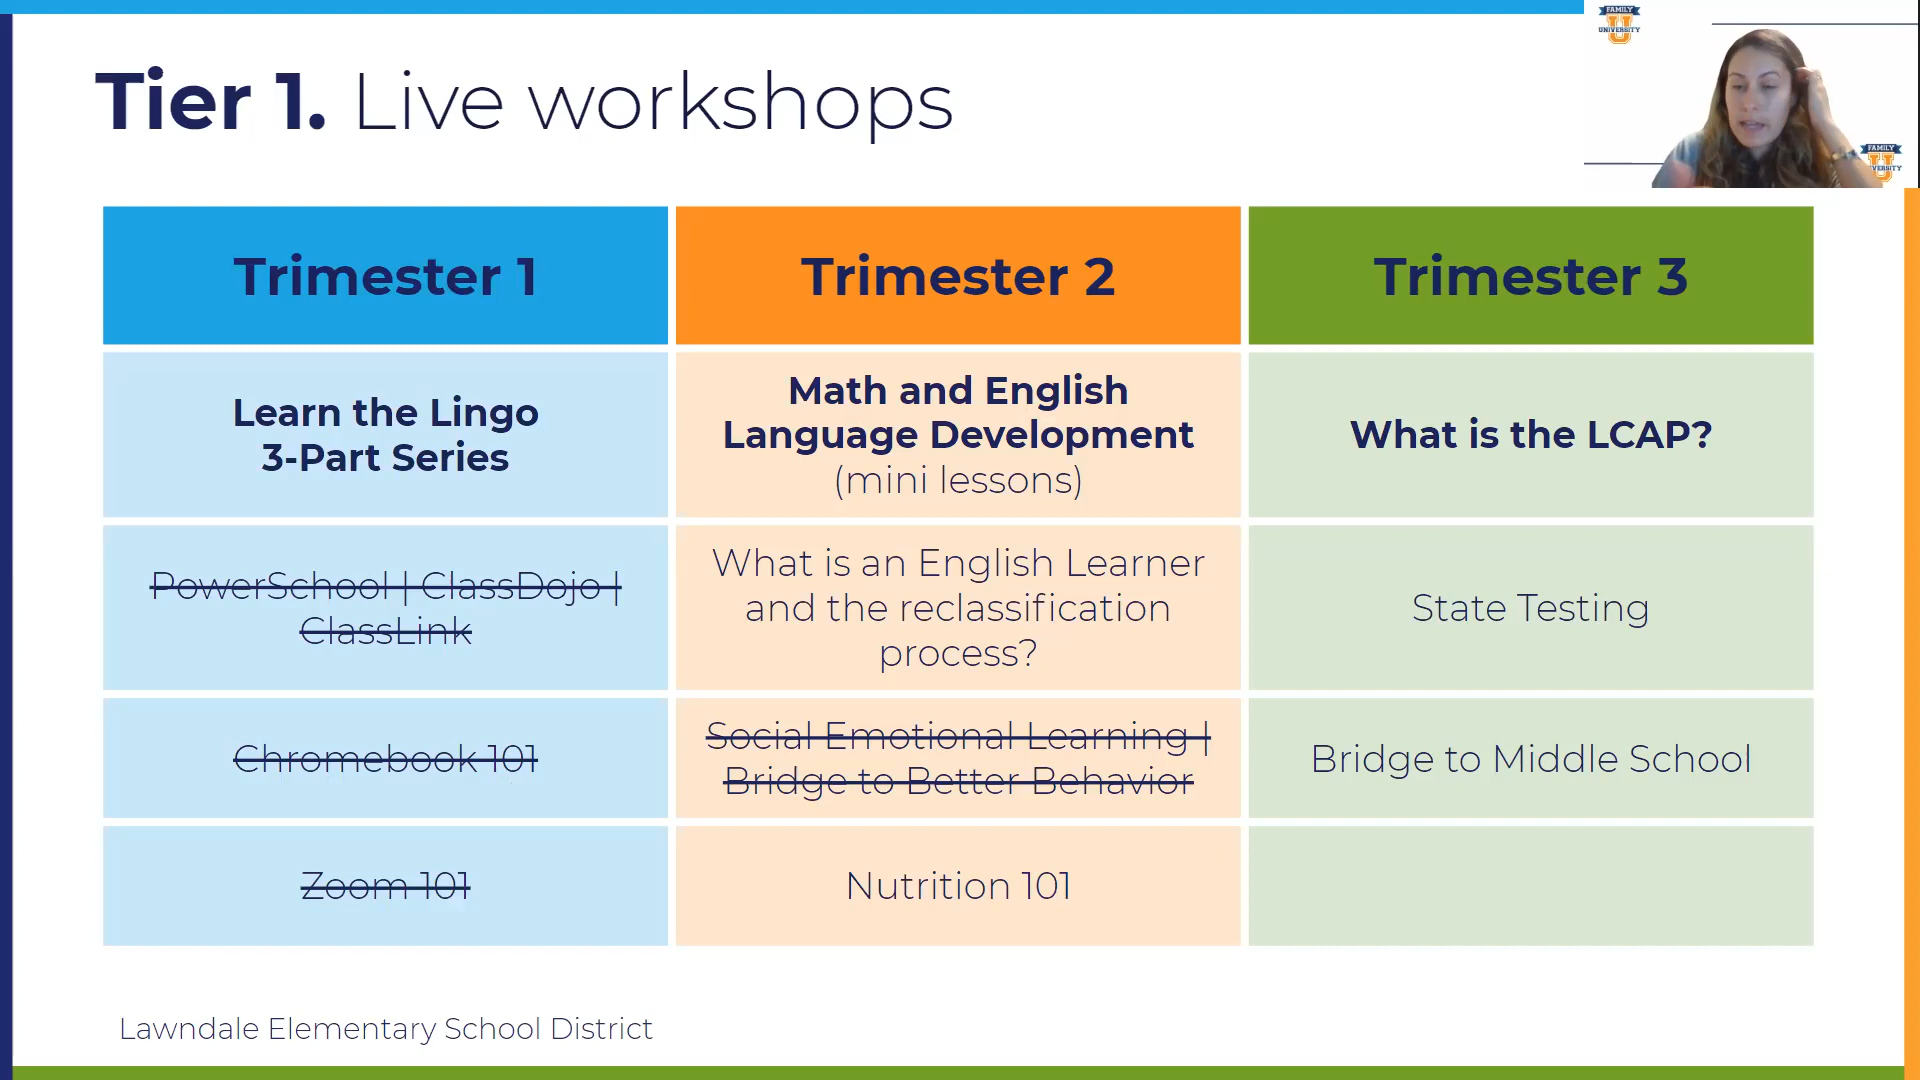 FAMILY
UNIVERSITY
Tier 1. Live workshops
FAMILY
Trimester 1
Trimester 2
Trimester 3
Learn the Lingo
3-Part Series
Math and English
Language Development
(mini lessons)
What is the LCAP?
PowerSchool | ClassDojo |
ClassLink
What is an English Learner
and the reclassification
process?
State Testing
Chromebook 101
Social Emotional Learning |
Bridge to Better Behavior
Bridge to Middle School
Zoom 101
Nutrition 101
Lawndale Elementary School District